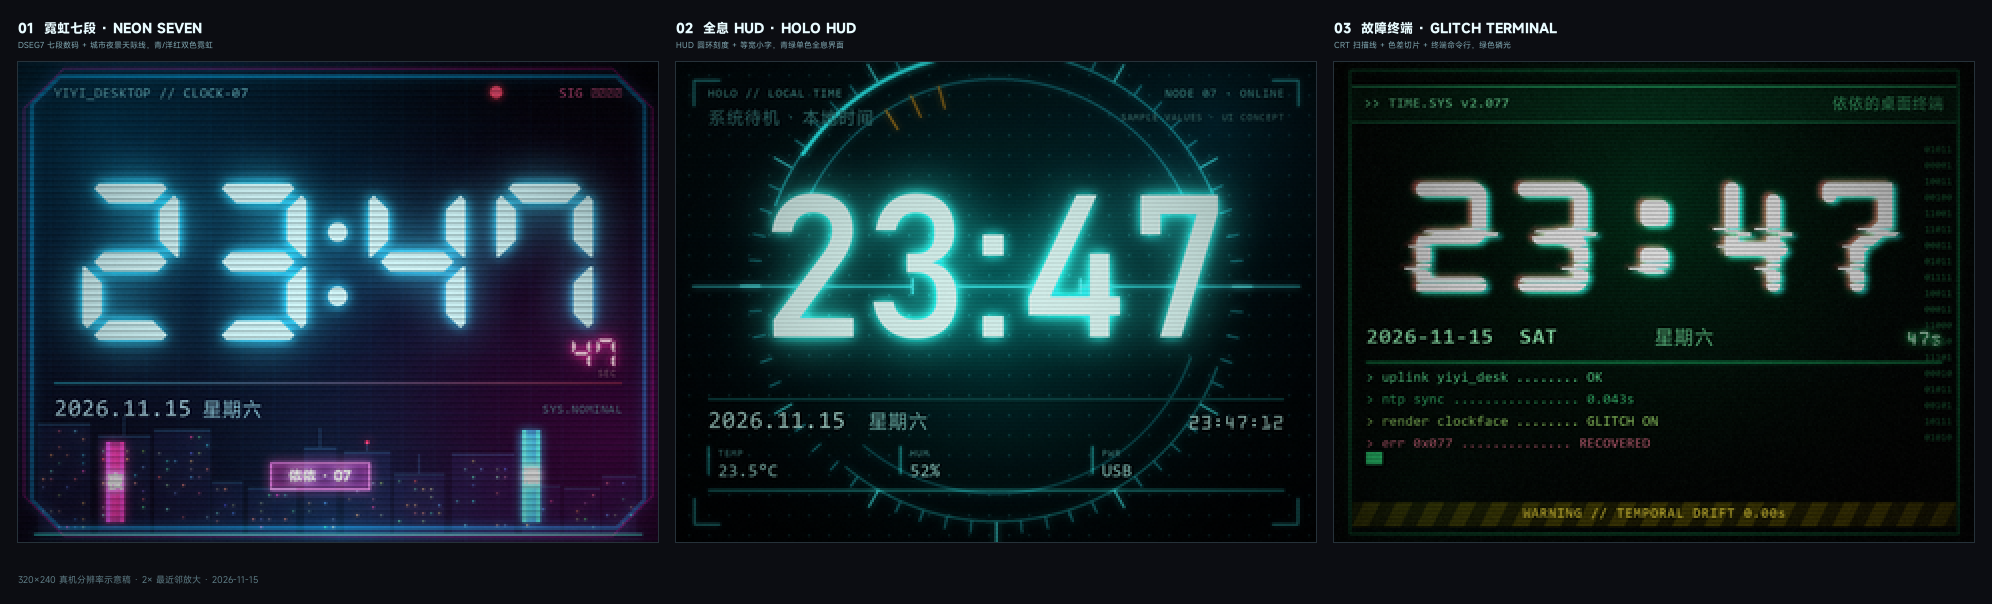 01 霓虹七段 · NEON SEVEN
DSEG7 七段数码 + 城市夜景天际线，青/洋红双色霓虹
YIYI_DESKTOP // CLOCK-07
SIG
23:47
47
SEC
2026.11.15 星期六
SYS.NOMINAL
依依 · 07
02 全息 HUD · HOLO HUD
HUD 圆环刻度 + 等宽小字，青绿单色全息界面
HOLO // LOCAL TIME
NODE 07 · ONLINE
系统待机 · 本地时间
SAMPLE VALUES · UI CONCEPT
23:47
2026.11.15 星期六
23:47:12
TEMP
23.5°C
HUM
52%
PWR
USB
03 故障终端 · GLITCH TERMINAL
CRT 扫描线 + 色差切片 + 终端命令行，绿色磷光
>> TIME.SYS v2.077
依依的桌面终端
23:47
2026-11-15 SAT 星期六
47s
> uplink yiyi_desk ........ OK
> ntp sync ............... 0.043s
> render clockface ........ GLITCH ON
> err 0x077 .............. RECOVERED
WARNING // TEMPORAL DRIFT 0.00s
320×240 真机分辨率示意稿 · 2× 最近邻放大 · 2026-11-15